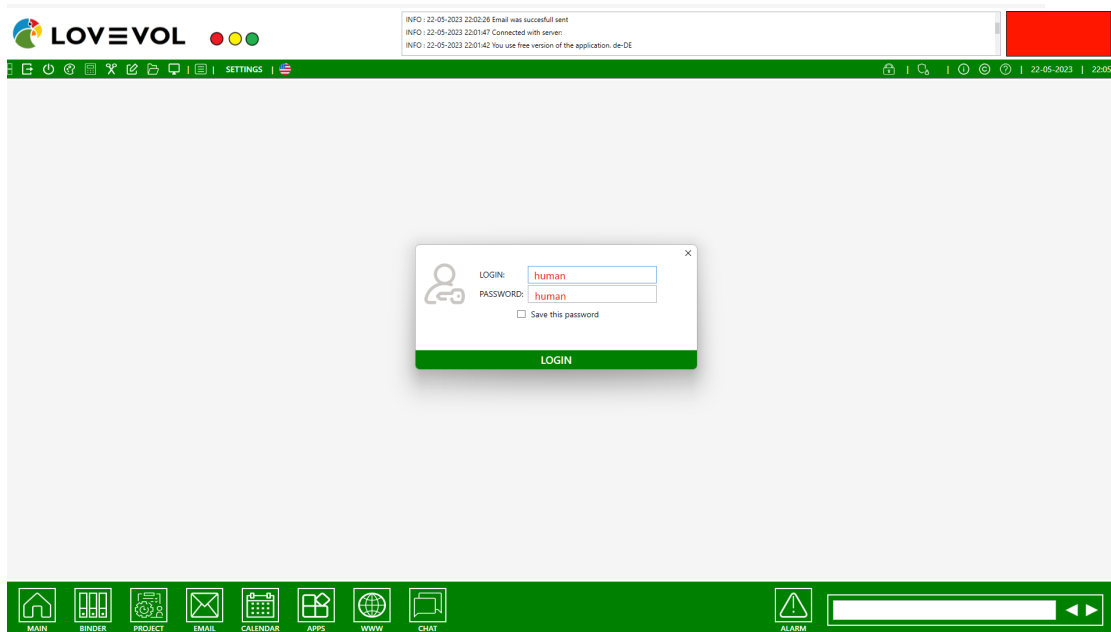 INFO : 22-05-2023 22:02:26 Email was succesfull sent
INFO : 22-05-2023 22:01:47 Connected with server:
INFO : 22-05-2023 22:01:42 You use free version of the application. de-DE
LOVEVOL
SETTINGS
22-05-2023 | 22:05
LOGIN: human
PASSWORD: human
Save this password
LOGIN
MAIN BINDER PROJECT EMAIL CALENDAR APPS WWW CHAT ALARM